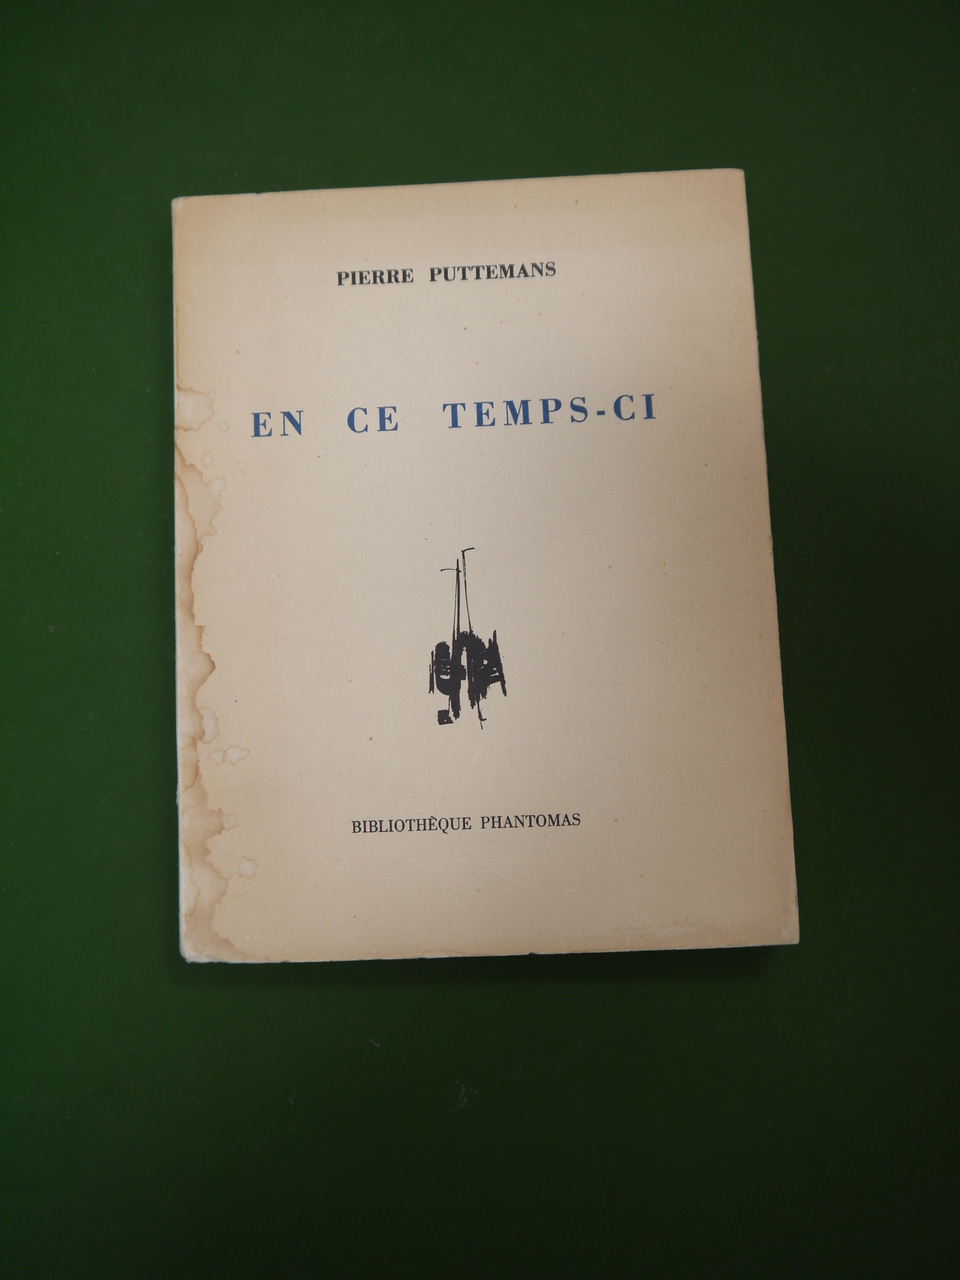 PIERRE PUTTEMANS
EN CE TEMPS-CI
BIBLIOTHÈQUE PHANTOMAS